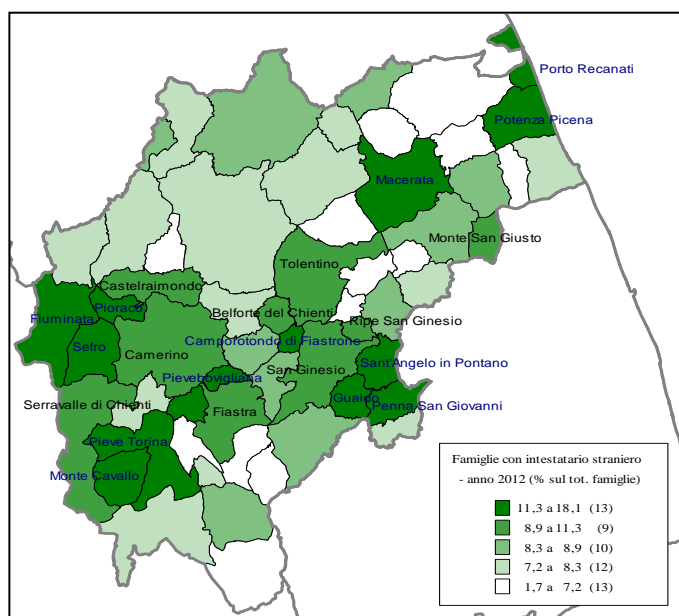 Porto Recanati
Potenza Picena
Macerata
Monte San Giusto
Tolentino
Castelraimondo
Pioraco
Belforte del Chienti
Fiuminata
Ripe San Ginesio
Camporotondo di Fiastrone
Sefro
Camerino
Sant'Angelo in Pontano
San Ginesio
Pievebovigliana
Gualdo
Penna San Giovanni
Serravalle di Chienti
Fiastra
Pieve Torina
Monte Cavallo
Famiglie con intestatario straniero
- anno 2012 (% sul tot. famiglie)
11,3 a 18,1 (13)
8,9 a 11,3 (9)
8,3 a 8,9 (10)
7,2 a 8,3 (12)
1,7 a 7,2 (13)